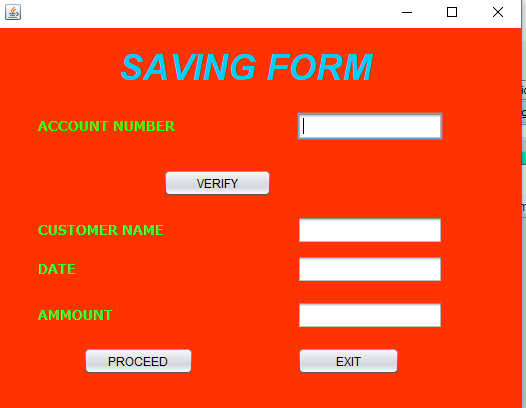 SAVING FORM
ACCOUNT NUMBER
VERIFY
CUSTOMER NAME
DATE
AMMOUNT
PROCEED
EXIT